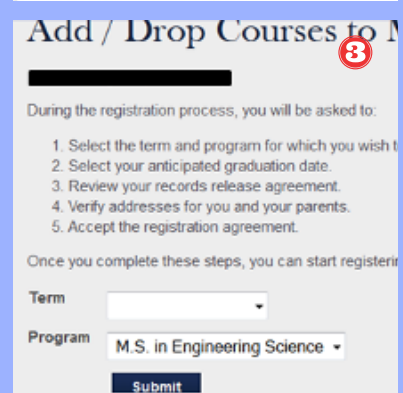 Add / Drop Courses to M
3
During the registration process, you will be asked to:
1. Select the term and program for which you wish t
2. Select your anticipated graduation date.
3. Review your records release agreement.
4. Verify addresses for you and your parents.
5. Accept the registration agreement.
Once you complete these steps, you can start registerin
Term
Program M.S. in Engineering Science
Submit